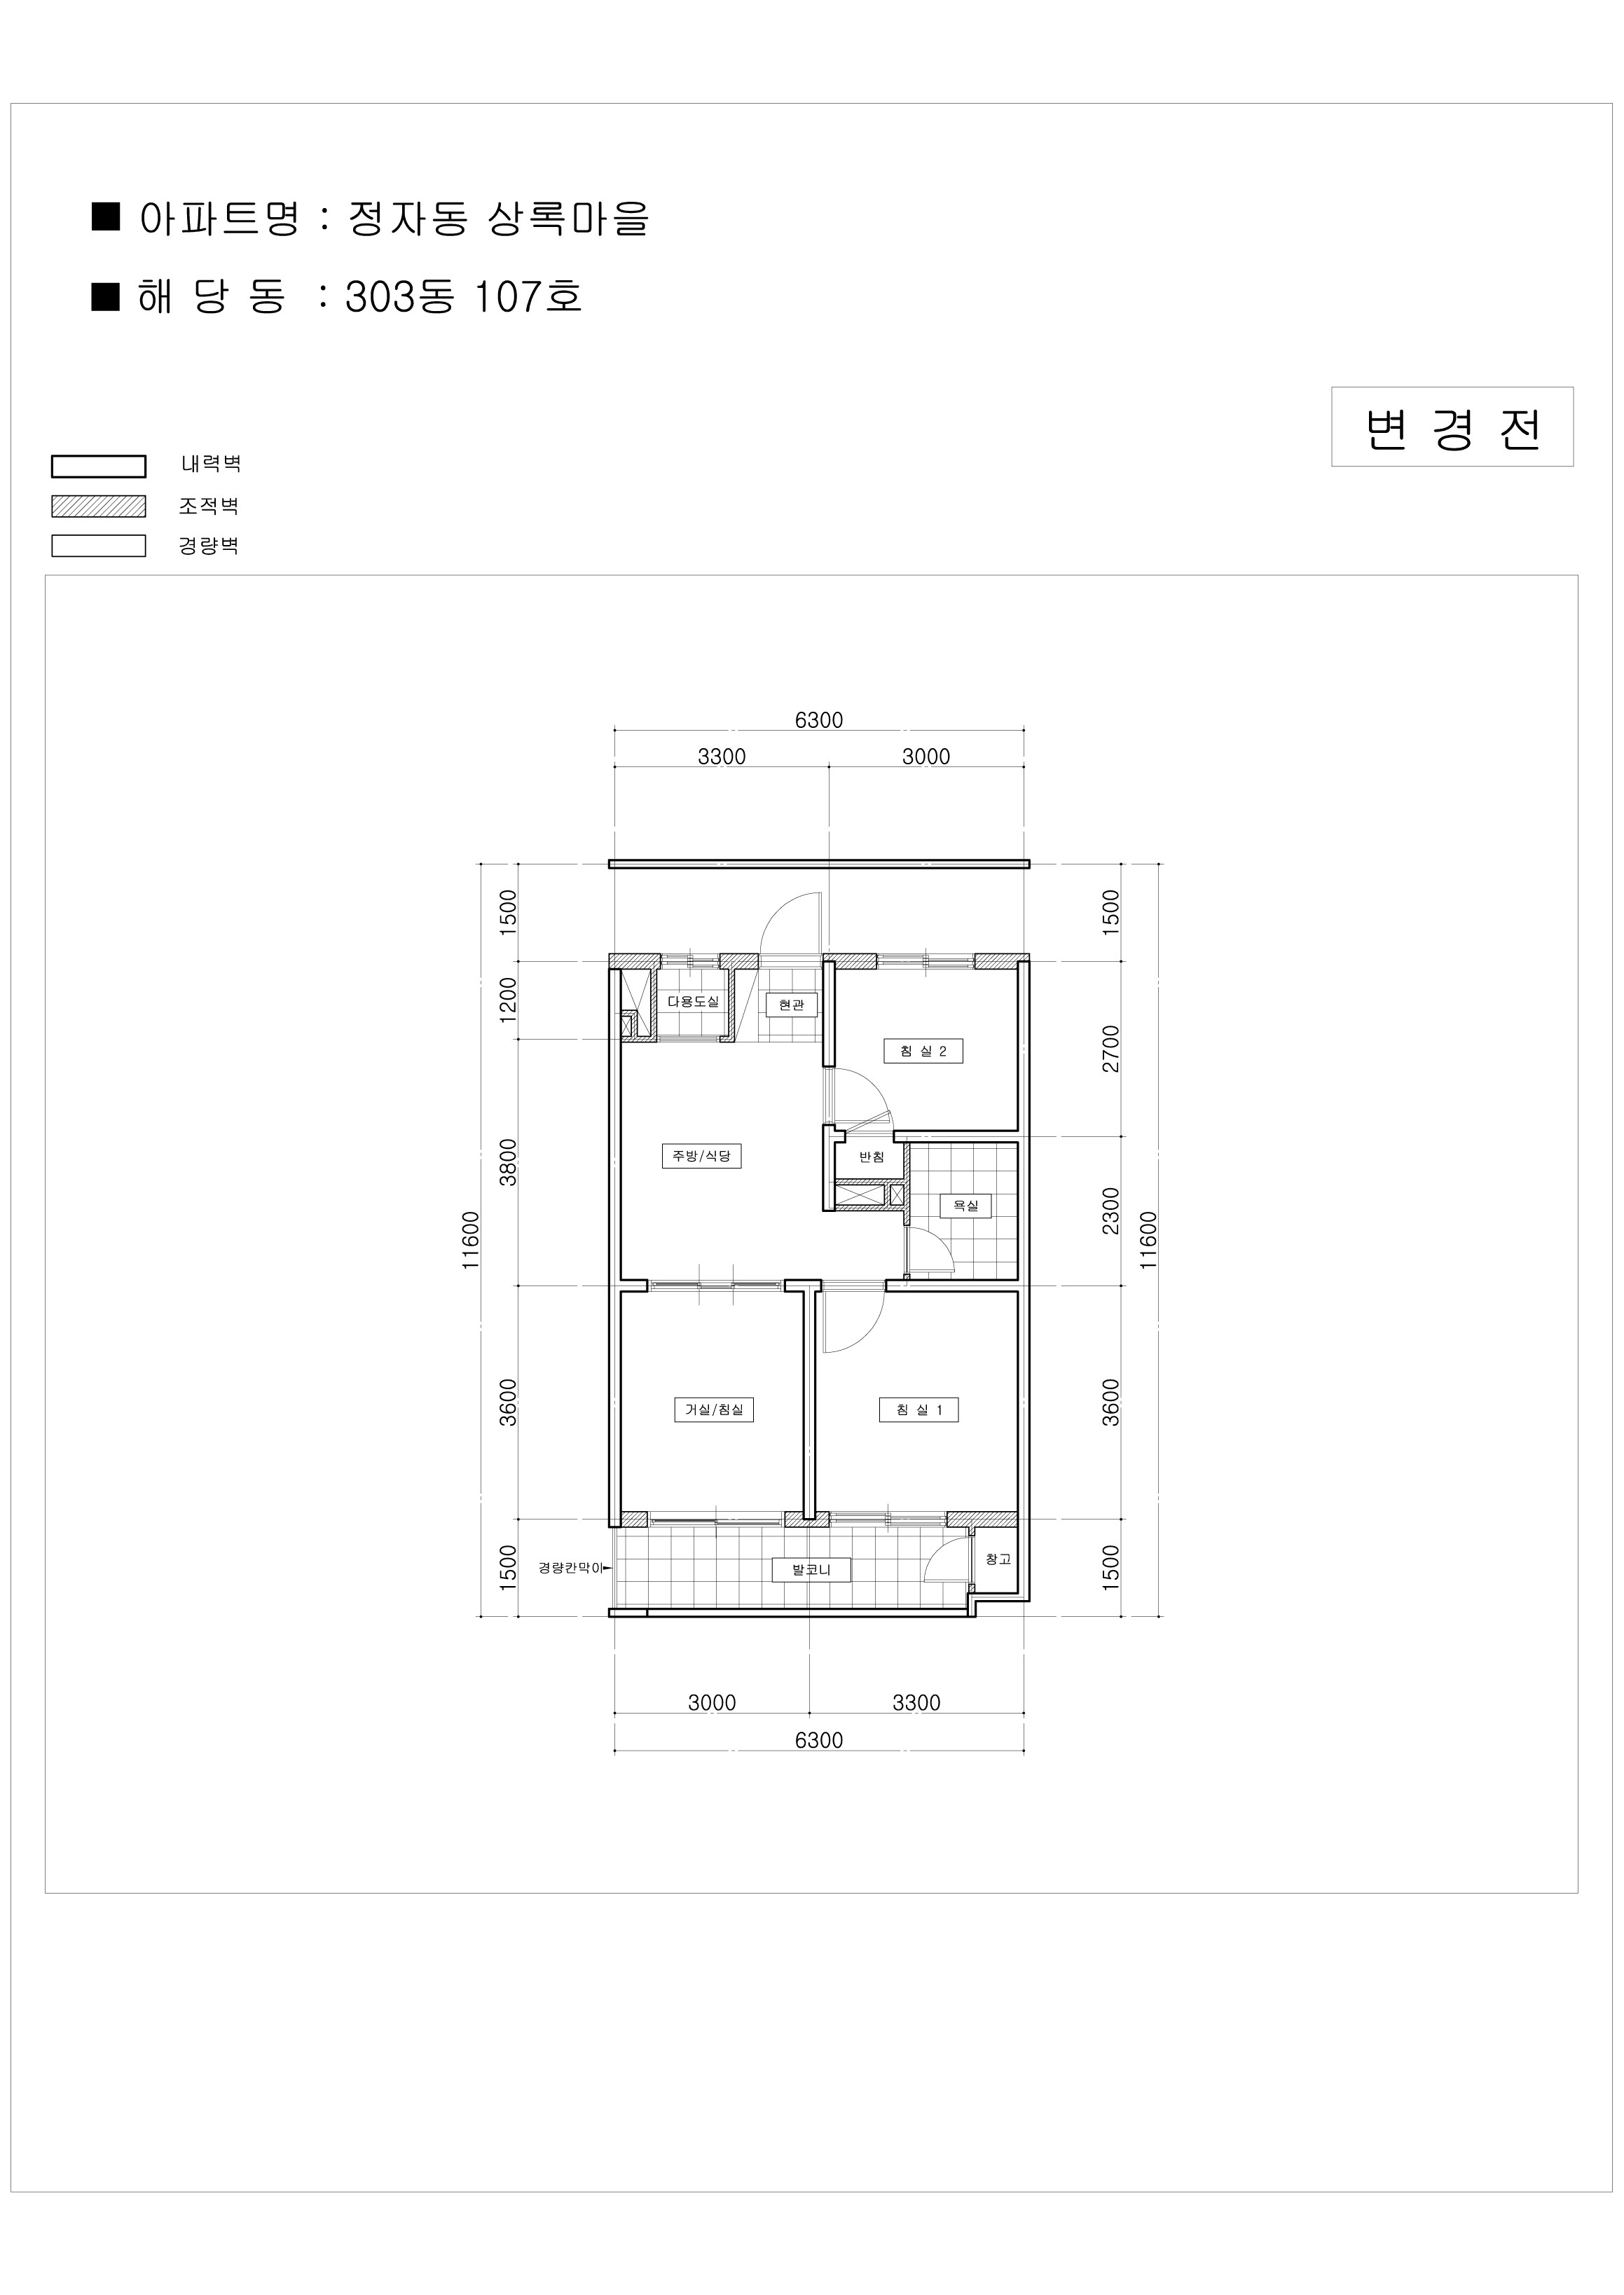 ■ 아파트명 : 정자동 상록마을
■ 해 당 동 : 303동 107호
변 경 전
내력벽
조적벽
경량벽
6300
3300 3000
1500 1500
1200
다용도실 현관
2700
침 실 2
3800
주방/식당
반침
욕실
2300
11600 11600
3600 3600
거실/침실 침 실 1
1500 1500
경량칸막이
발코니
창고
3000 3300
6300